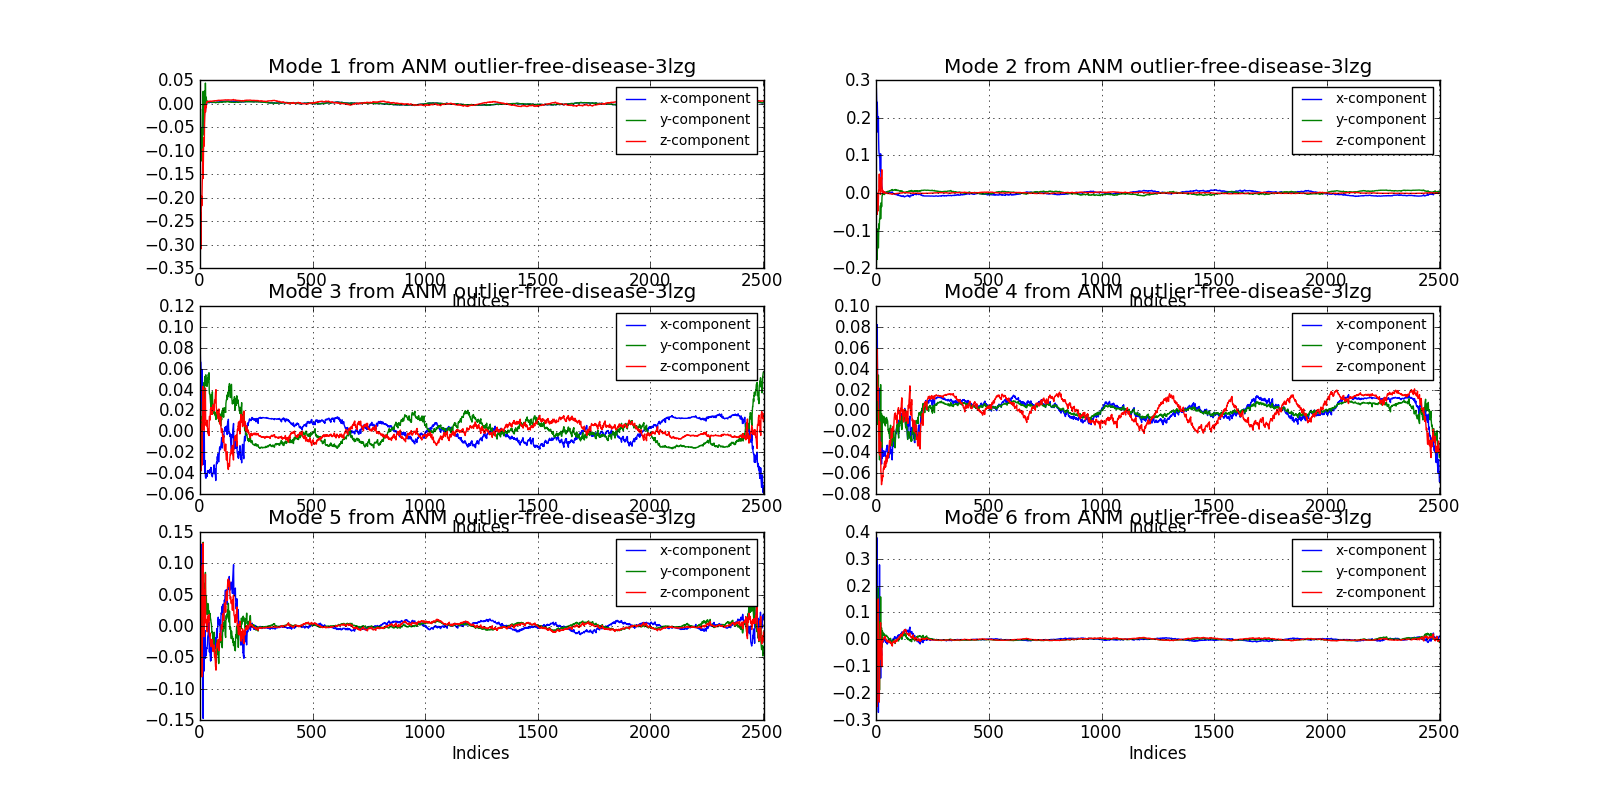 Mode 1 from ANM outlier-free-disease-3lzg
0.05
0.00
−0.05
−0.10
−0.15
−0.20
−0.25
−0.30
−0.35
x-component
y-component
z-component
0 500 1000 1500 2000 2500
Indices
Mode 2 from ANM outlier-free-disease-3lzg
0.3
0.2
0.1
0.0
−0.1
−0.2
x-component
y-component
z-component
0 500 1000 1500 2000 2500
Indices
Mode 3 from ANM outlier-free-disease-3lzg
0.12
0.10
0.08
0.06
0.04
0.02
0.00
−0.02
−0.04
−0.06
x-component
y-component
z-component
0 500 1000 1500 2000 2500
Indices
Mode 4 from ANM outlier-free-disease-3lzg
0.10
0.08
0.06
0.04
0.02
0.00
−0.02
−0.04
−0.06
−0.08
x-component
y-component
z-component
0 500 1000 1500 2000 2500
Indices
Mode 5 from ANM outlier-free-disease-3lzg
0.15
0.10
0.05
0.00
−0.05
−0.10
−0.15
x-component
y-component
z-component
0 500 1000 1500 2000 2500
Indices
Mode 6 from ANM outlier-free-disease-3lzg
0.4
0.3
0.2
0.1
0.0
−0.1
−0.2
−0.3
x-component
y-component
z-component
0 500 1000 1500 2000 2500
Indices